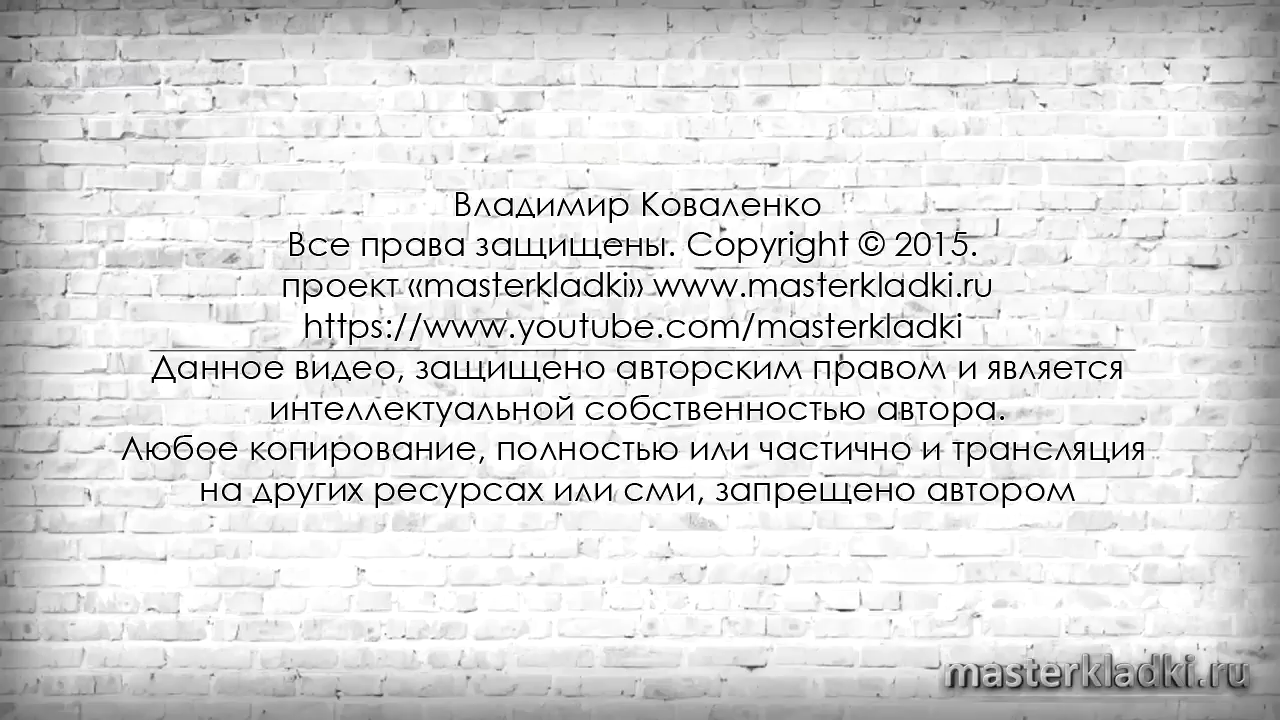 Владимир Коваленко
Все права защищены. Copyright © 2015.
проект «masterkladki» www.masterkladki.ru
https://www.youtube.com/masterkladki
Данное видео, защищено авторским правом и является
интеллектуальной собственностью автора.
Любое копирование, полностью или частично и трансляция
на других ресурсах или сми, запрещено автором
masterkladki.ru